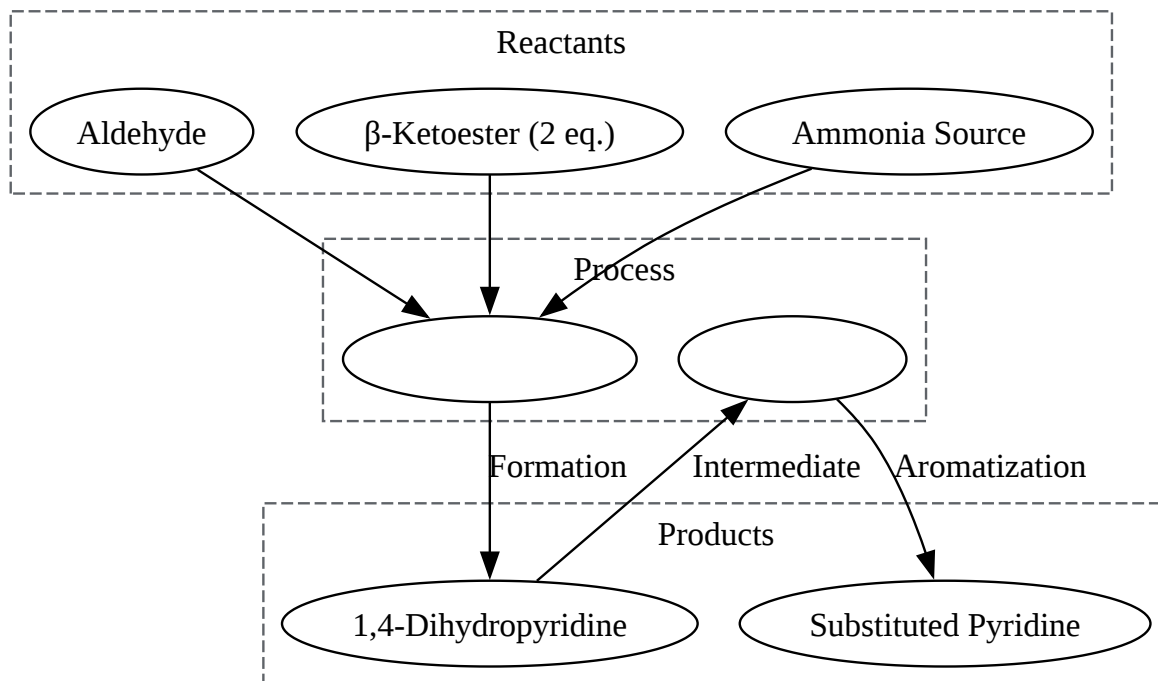 Reactants
Aldehyde
β-Ketoester (2 eq.)
Ammonia Source
Process
Formation
Intermediate
Aromatization
Products
1,4-Dihydropyridine
Substituted Pyridine